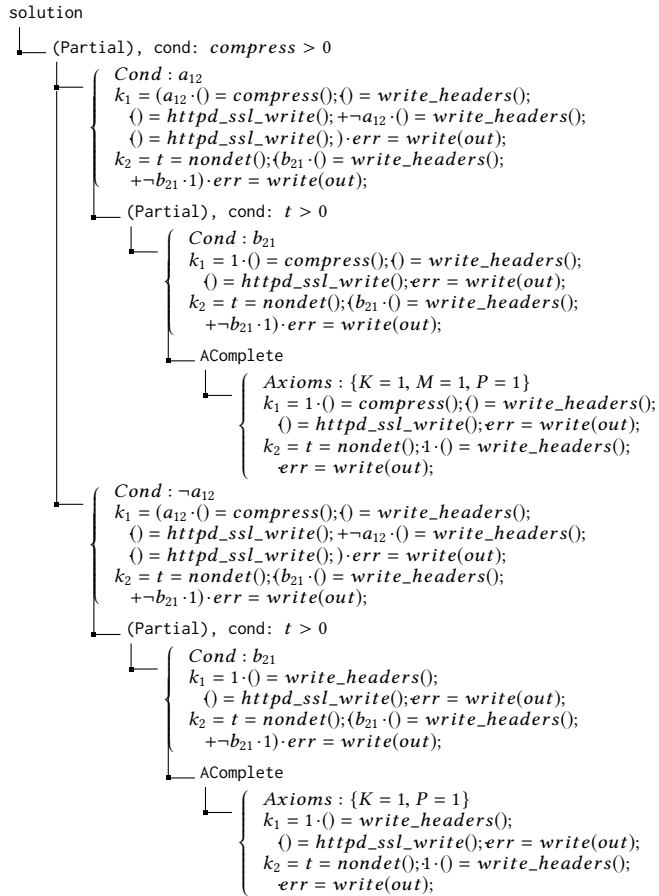 solution
(Partial), cond: compress > 0
Cond : a₁₂
k₁ = (a₁₂ ·() = compress();() = write_headers();
() = httpd_ssl_write(); +¬a₁₂ ·() = write_headers();
() = httpd_ssl_write(); )·err = write(out);
k₂ = t = nondet();(b₂₁ ·() = write_headers();
+¬b₂₁ ·1)·err = write(out);
(Partial), cond: t > 0
Cond : b₂₁
k₁ = 1·() = compress();() = write_headers();
() = httpd_ssl_write();err = write(out);
k₂ = t = nondet();(b₂₁ ·() = write_headers();
+¬b₂₁ ·1)·err = write(out);
AComplete
Axioms : {K = 1, M = 1, P = 1}
k₁ = 1·() = compress();() = write_headers();
() = httpd_ssl_write();err = write(out);
k₂ = t = nondet();1·() = write_headers();
err = write(out);
Cond : ¬a₁₂
k₁ = (a₁₂ ·() = compress();() = write_headers();
() = httpd_ssl_write(); +¬a₁₂ ·() = write_headers();
() = httpd_ssl_write(); )·err = write(out);
k₂ = t = nondet();(b₂₁ ·() = write_headers();
+¬b₂₁ ·1)·err = write(out);
(Partial), cond: t > 0
Cond : b₂₁
k₁ = 1·() = write_headers();
() = httpd_ssl_write();err = write(out);
k₂ = t = nondet();(b₂₁ ·() = write_headers();
+¬b₂₁ ·1)·err = write(out);
AComplete
Axioms : {K = 1, P = 1}
k₁ = 1·() = write_headers();
() = httpd_ssl_write();err = write(out);
k₂ = t = nondet();1·() = write_headers();
err = write(out);